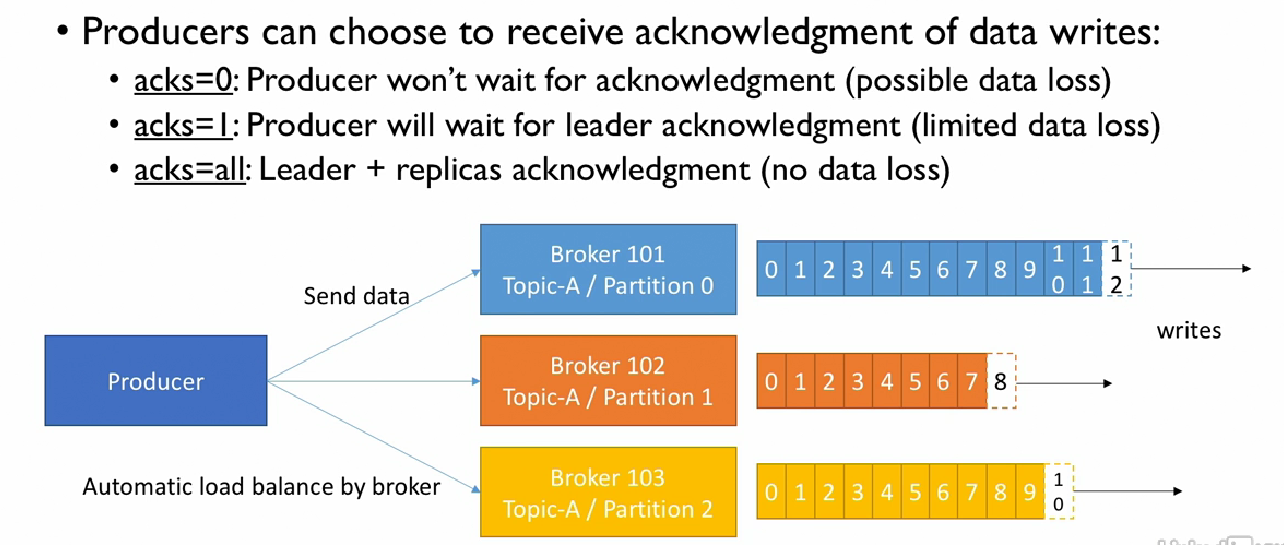 • Producers can choose to receive acknowledgment of data writes:
• acks=0: Producer won't wait for acknowledgment (possible data loss)
• acks=1: Producer will wait for leader acknowledgment (limited data loss)
• acks=all: Leader + replicas acknowledgment (no data loss)
Send data
Producer
Automatic load balance by broker
Broker 101
Topic-A / Partition 0
0 1 2 3 4 5 6 7 8 9 10 11 12
writes
Broker 102
Topic-A / Partition 1
0 1 2 3 4 5 6 7 8
Broker 103
Topic-A / Partition 2
0 1 2 3 4 5 6 7 8 9 10